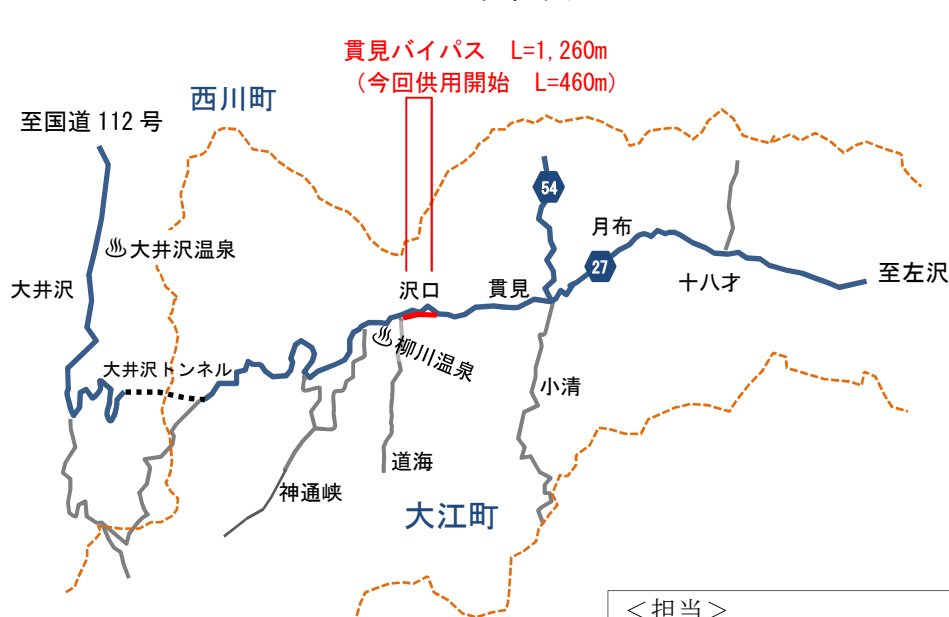 貫見バイパス　L=1,260m
（今回供用開始　L=460m）
西川町
至国道 112 号
54
月布
大井沢温泉
27
至左沢
大井沢
沢口
貫見
十八才
柳川温泉
大井沢トンネル
小清
道海
神通峡
大江町
＜担当＞